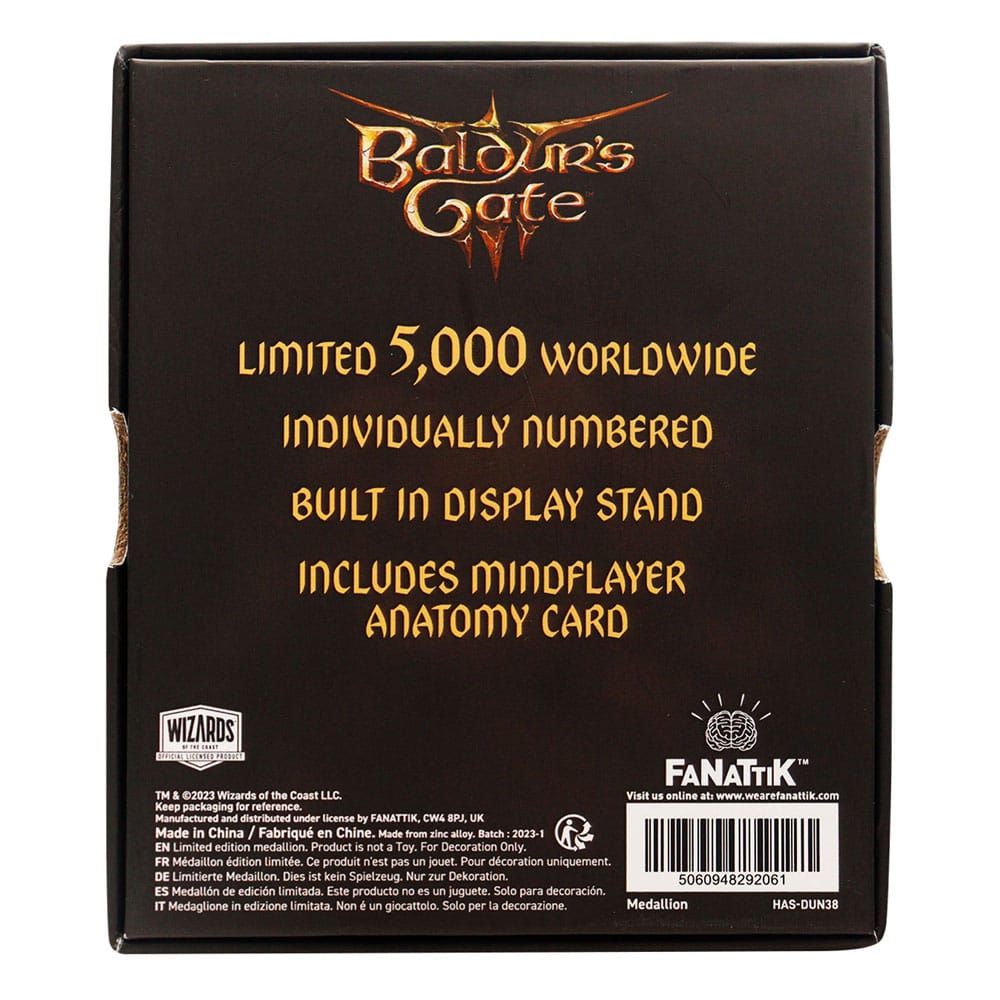 BALDUR'S
GATE™
LIMITED 5,000 WORLDWIDE
INDIVIDUALLY NUMBERED
BUILT IN DISPLAY STAND
INCLUDES MINDFLAYER
ANATOMY CARD
WIZARDS
OF THE COAST
OFFICIAL LICENSED PRODUCT
TM & ©2023 Wizards of the Coast LLC.
Keep packaging for reference.
Manufactured and distributed under license by FANATTIK, CW4 8PJ, UK
Made in China / Fabriqué en Chine. Made from zinc alloy. Batch : 2023-1
EN Limited edition medallion. Product is not a Toy. For Decoration Only.
FR Médaillon édition limitée. Ce produit n'est pas un jouet. Pour décoration uniquement.
DE Limitierte Medaillon. Dies ist kein Spielzeug. Nur zur Dekoration.
ES Medallón de edición limitada. Este producto no es un juguete. Solo para decoración.
IT Medaglione in edizione limitata. Non é un giocattolo. Solo per la decorazione.
FANATTIK™
Visit us online at: www.wearefanattik.com
5060948292061
Medallion HAS-DUN38